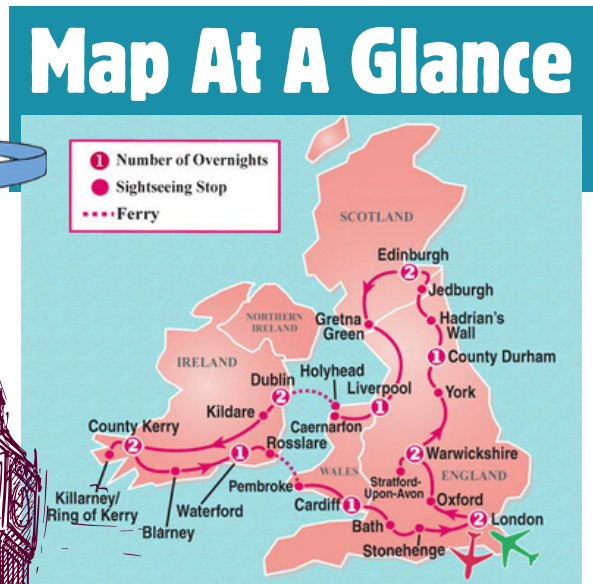 Map At A Glance
1 Number of Overnights
Sightseeing Stop
Ferry
SCOTLAND
Edinburgh
2
Jedburgh
Gretna
Green
Hadrian's
Wall
NORTHERN
IRELAND
1 County Durham
IRELAND
Holyhead
Liverpool
1
Dublin
2
York
Kildare
Caernarfon
County Kerry
2
1
Rosslare
2 Warwickshire
WALES
Stratford-
Upon-Avon
ENGLAND
Pembroke
Killarney/
Ring of Kerry
Waterford
Blarney
Cardiff 1
Oxford
Bath
2 London
Stonehenge